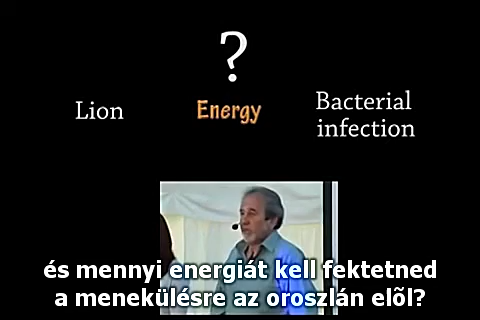 ?
Lion
Energy
Bacterial
infection
és mennyi energiát kell fektetned
a menekülésre az oroszlán elõl?